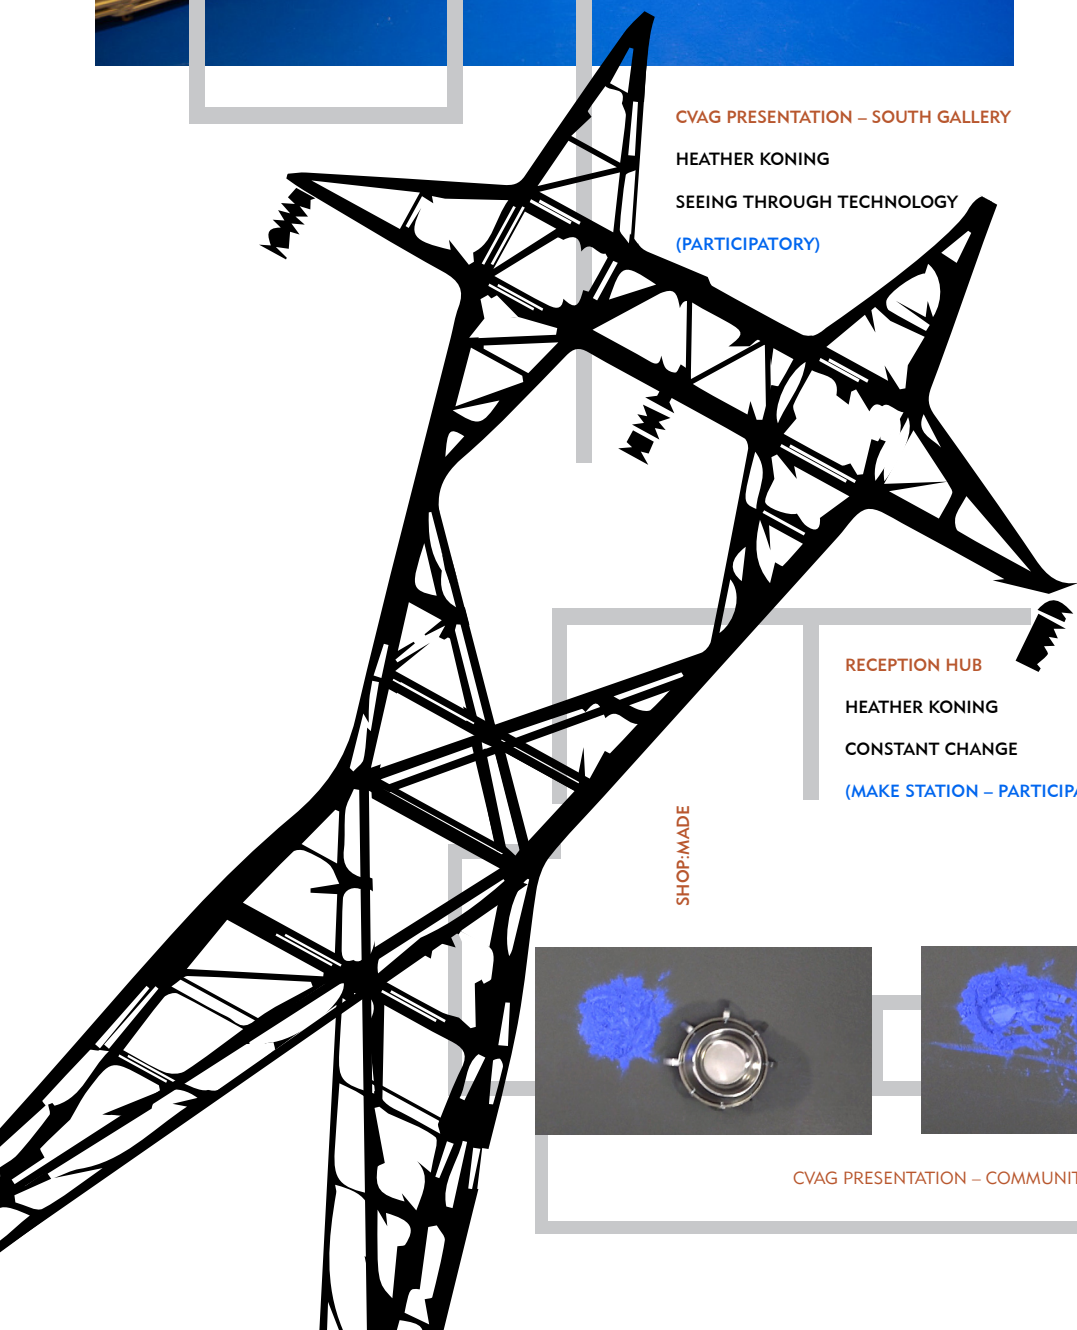 CVAG PRESENTATION – SOUTH GALLERY
HEATHER KONING
SEEING THROUGH TECHNOLOGY
(PARTICIPATORY)
RECEPTION HUB
HEATHER KONING
CONSTANT CHANGE
(MAKE STATION – PARTICIPA
SHOP:MADE
CVAG PRESENTATION – COMMUNIT